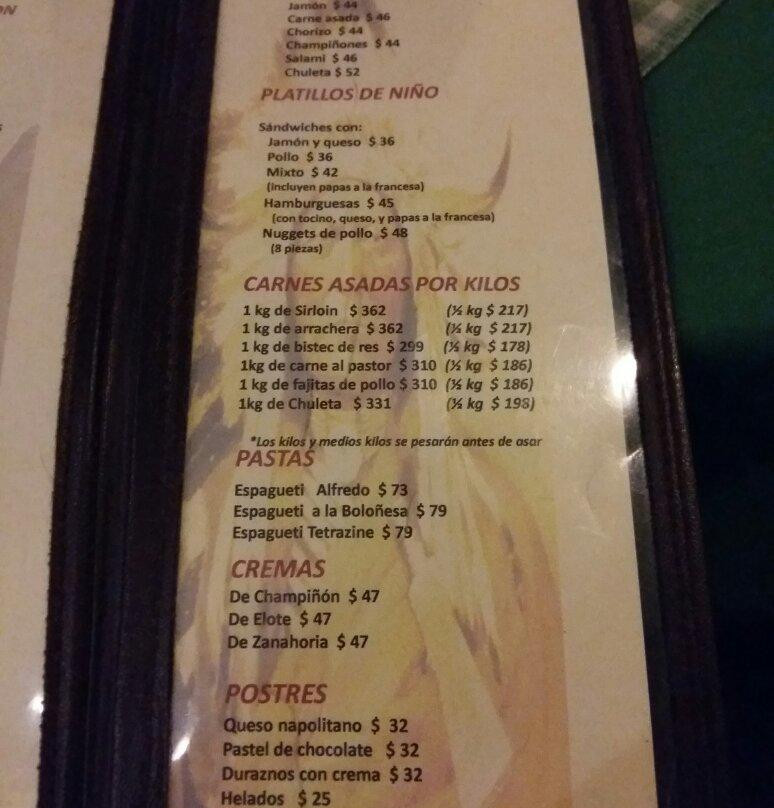 ON
Jamón $ 44
Carne asada $ 46
Chorizo $ 44
Champiñones $ 44
Salami $ 46
Chuleta $ 52
PLATILLOS DE NIÑO
Sándwiches con:
Jamón y queso $ 36
Pollo $ 36
Mixto $ 42
(incluyen papas a la francesa)
Hamburguesas $ 45
(con tocino, queso, y papas a la francesa)
Nuggets de pollo $ 48
(8 piezas)
CARNES ASADAS POR KILOS
1 kg de Sirloin $ 362 (½ kg $ 217)
1 kg de arrachera $ 362 (½ kg $ 217)
1 kg de bistec de res $ 299 (½ kg $ 178)
1kg de carne al pastor $ 310 (½ kg $ 186)
1 kg de fajitas de pollo $ 310 (½ kg $ 186)
1kg de Chuleta $ 331 (½ kg $ 198)
*Los kilos y medios kilos se pesarán antes de asar
PASTAS
Espagueti Alfredo $ 73
Espagueti a la Boloñesa $ 79
Espagueti Tetrazine $ 79
CREMAS
De Champiñón $ 47
De Elote $ 47
De Zanahoria $ 47
POSTRES
Queso napolitano $ 32
Pastel de chocolate $ 32
Duraznos con crema $ 32
Helados $ 25